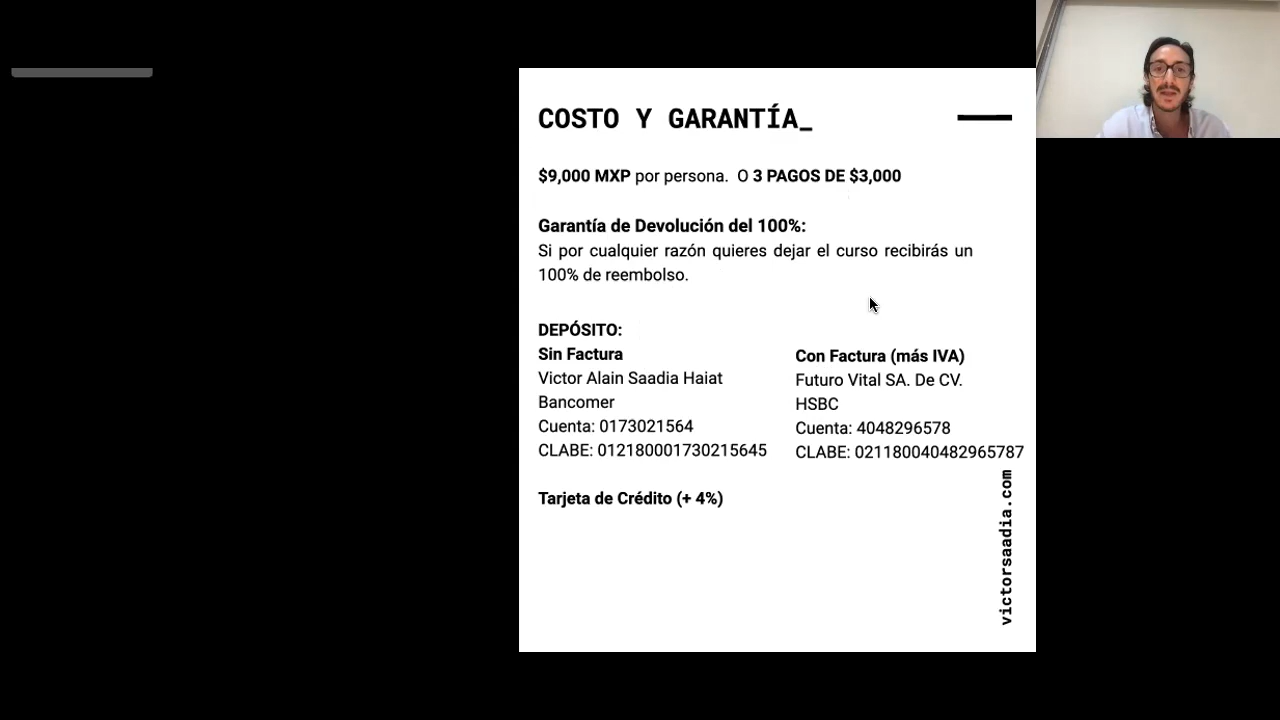 COSTO Y GARANTÍA_
$9,000 MXP por persona. O 3 PAGOS DE $3,000
Garantía de Devolución del 100%:
Si por cualquier razón quieres dejar el curso recibirás un
100% de reembolso.
DEPÓSITO:
Sin Factura
Victor Alain Saadia Haiat
Bancomer
Cuenta: 0173021564
CLABE: 012180001730215645
Con Factura (más IVA)
Futuro Vital SA. De CV.
HSBC
Cuenta: 4048296578
CLABE: 021180040482965787
Tarjeta de Crédito (+ 4%)
victorsaadia.com